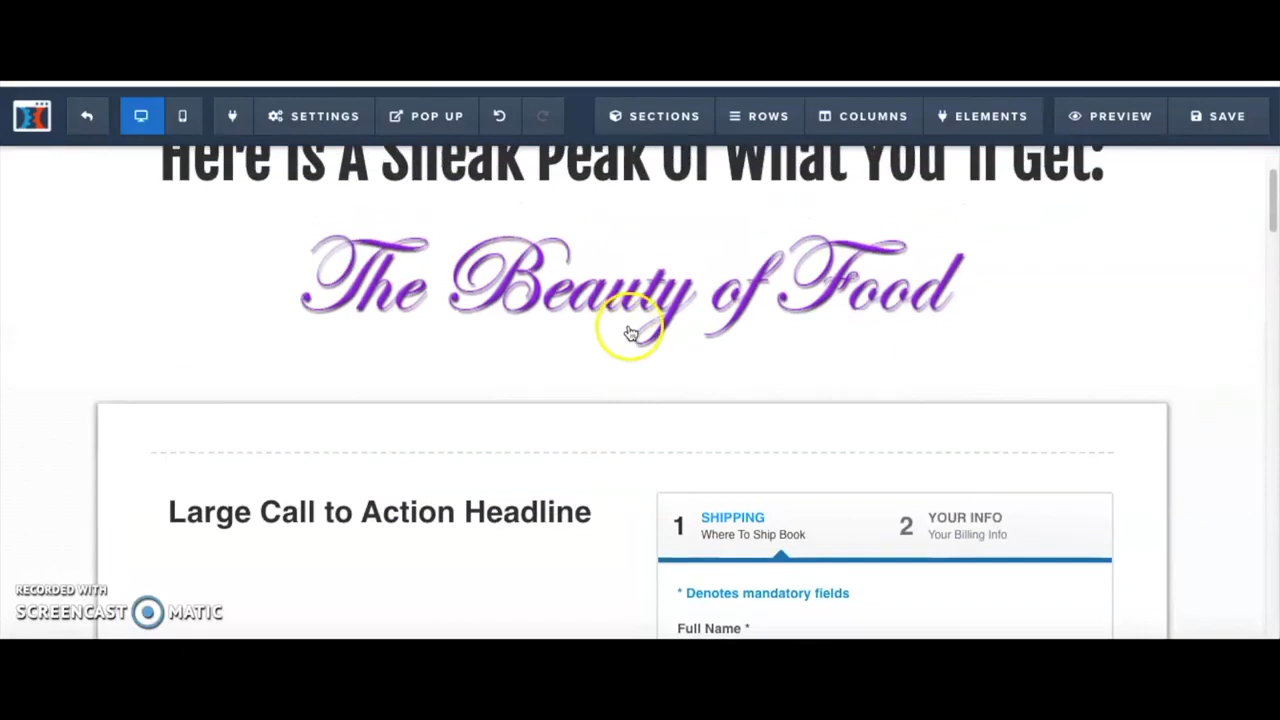 SETTINGS POP UP SECTIONS ROWS COLUMNS ELEMENTS PREVIEW SAVE
Here Is A Sneak Peak Of What You'll Get:
The Beauty of Food
Large Call to Action Headline
1 SHIPPING
Where To Ship Book
2 YOUR INFO
Your Billing Info
* Denotes mandatory fields
Full Name *
RECORDED WITH
SCREENCAST MATIC